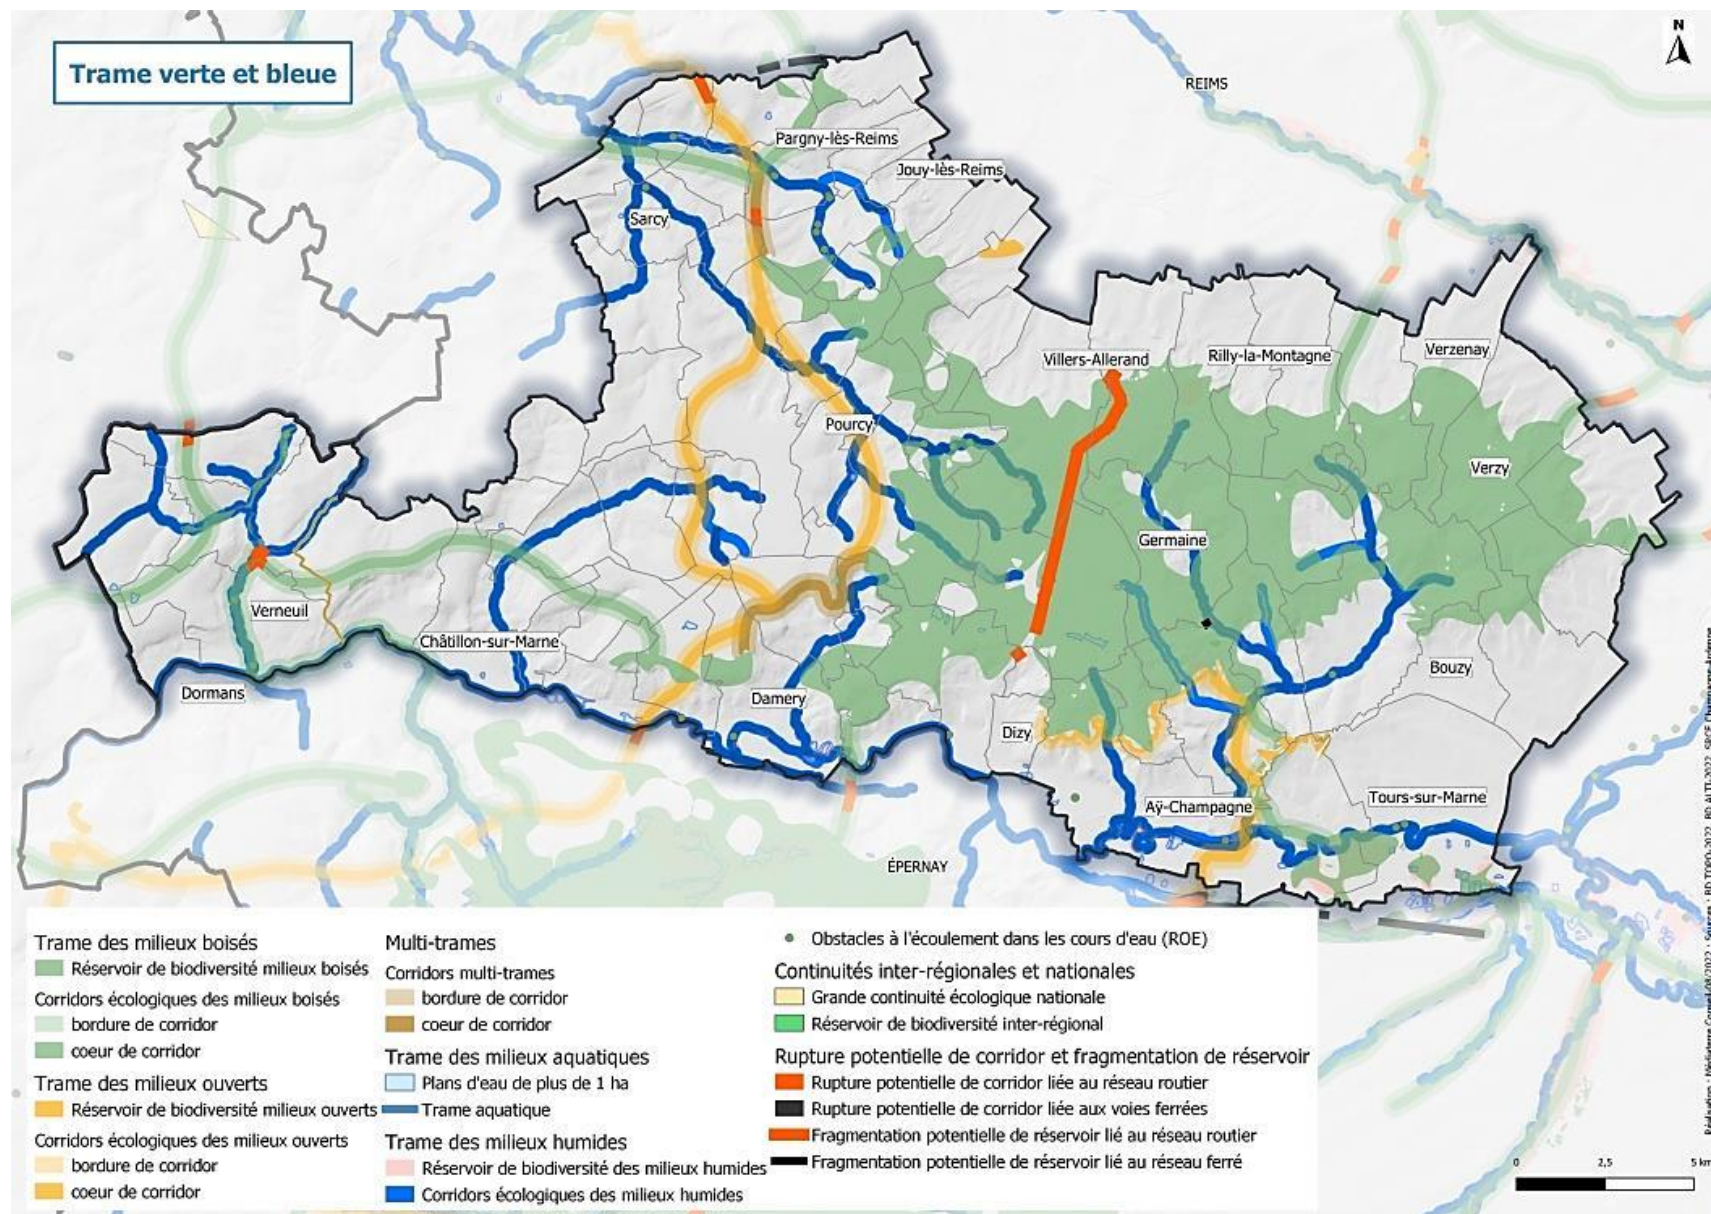 Trame verte et bleue
N
REIMS
Pargny-lès-Reims
Jouy-lès-Reims
Sarcy
Villers-Allerand
Rilly-la-Montagne
Verzenay
Pourcy
Verzy
Germaine
Verneuil
Châtillon-sur-Marne
Bouzy
Dormans
Damery
Dizy
Aÿ-Champagne
Tours-sur-Marne
ÉPERNAY
Trame des milieux boisés
Réservoir de biodiversité milieux boisés
Corridors écologiques des milieux boisés
bordure de corridor
coeur de corridor
Trame des milieux ouverts
Réservoir de biodiversité milieux ouverts
Corridors écologiques des milieux ouverts
bordure de corridor
coeur de corridor
Multi-trames
Corridors multi-trames
bordure de corridor
coeur de corridor
Trame des milieux aquatiques
Plans d'eau de plus de 1 ha
Trame aquatique
Trame des milieux humides
Réservoir de biodiversité des milieux humides
Corridors écologiques des milieux humides
Obstacles à l'écoulement dans les cours d'eau (ROE)
Continuités inter-régionales et nationales
Grande continuité écologique nationale
Réservoir de biodiversité inter-régional
Rupture potentielle de corridor et fragmentation de réservoir
Rupture potentielle de corridor liée au réseau routier
Rupture potentielle de corridor liée aux voies ferrées
Fragmentation potentielle de réservoir lié au réseau routier
Fragmentation potentielle de réservoir lié au réseau ferré
0 2,5 5 km